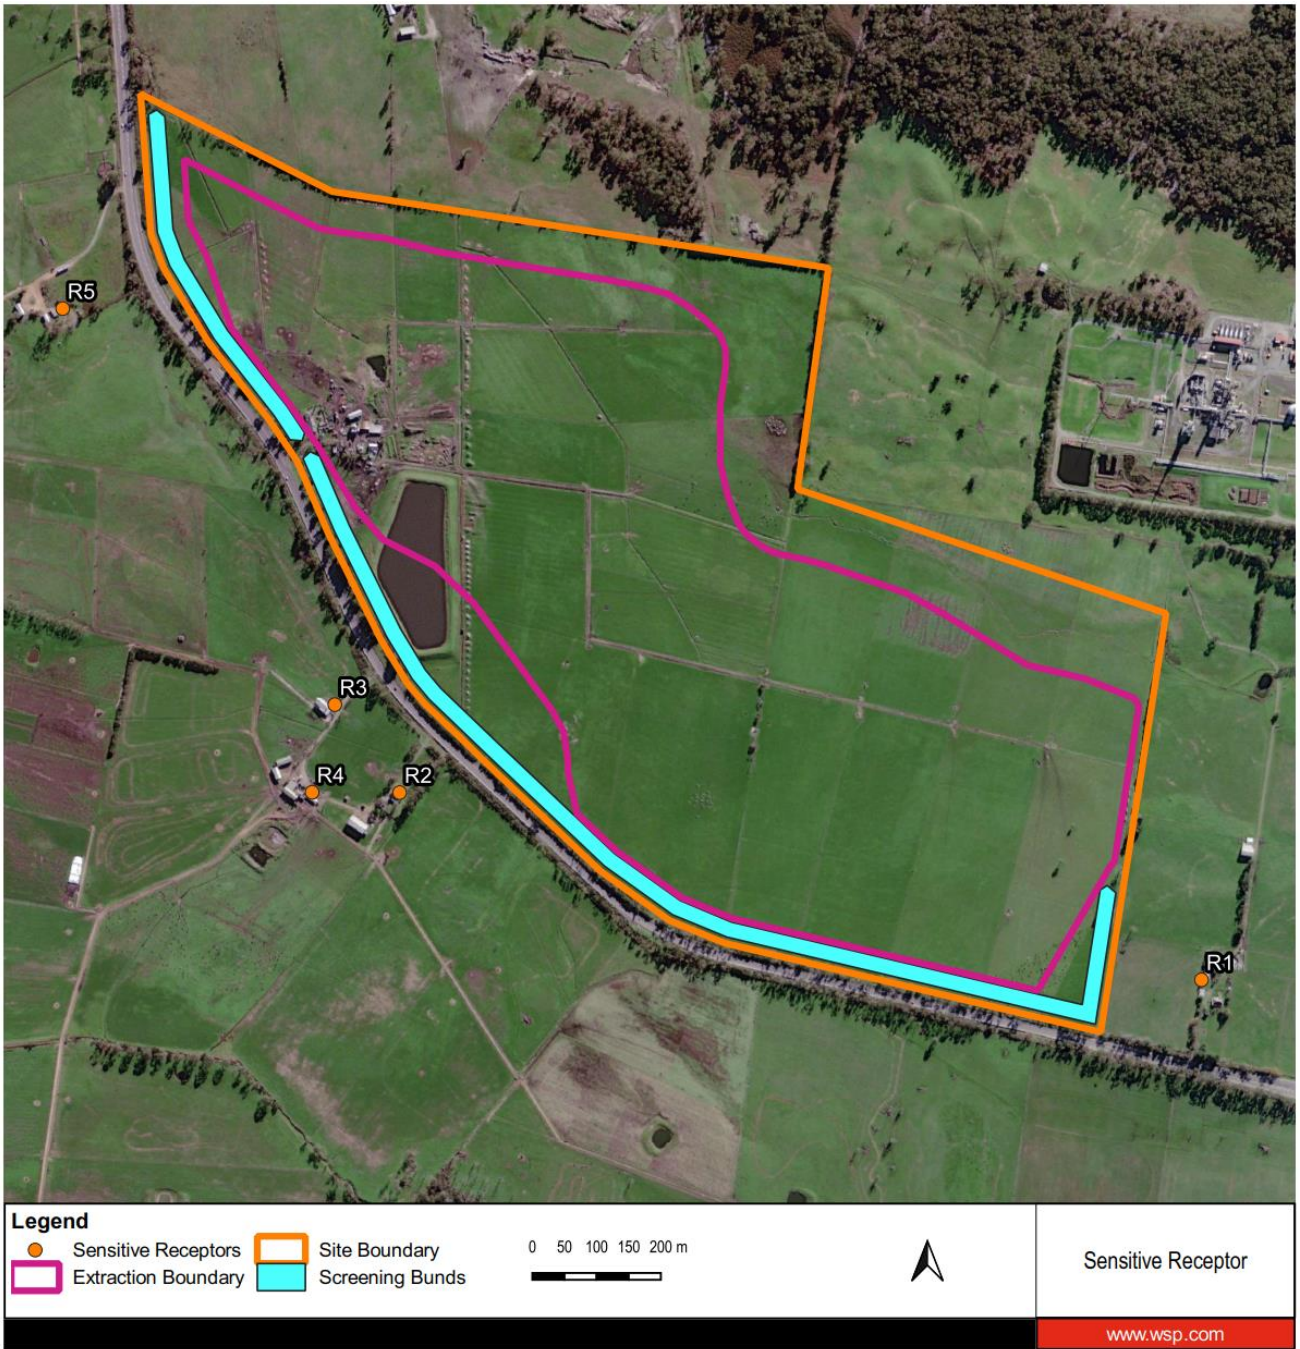 R5
R3
R4
R2
R1
Legend
Sensitive Receptors
Site Boundary
Extraction Boundary
Screening Bunds
0 50 100 150 200 m
Sensitive Receptor
www.wsp.com